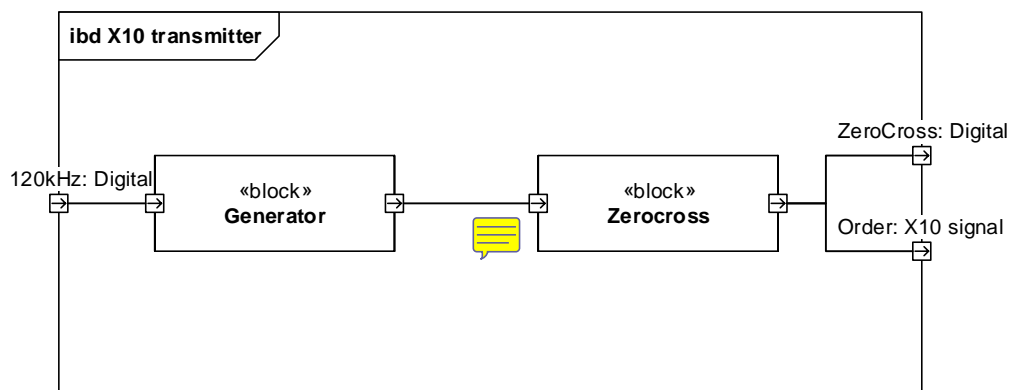 ibd X10 transmitter
ZeroCross: Digital
120kHz: Digital
«block»
Generator
«block»
Zerocross
Order: X10 signal